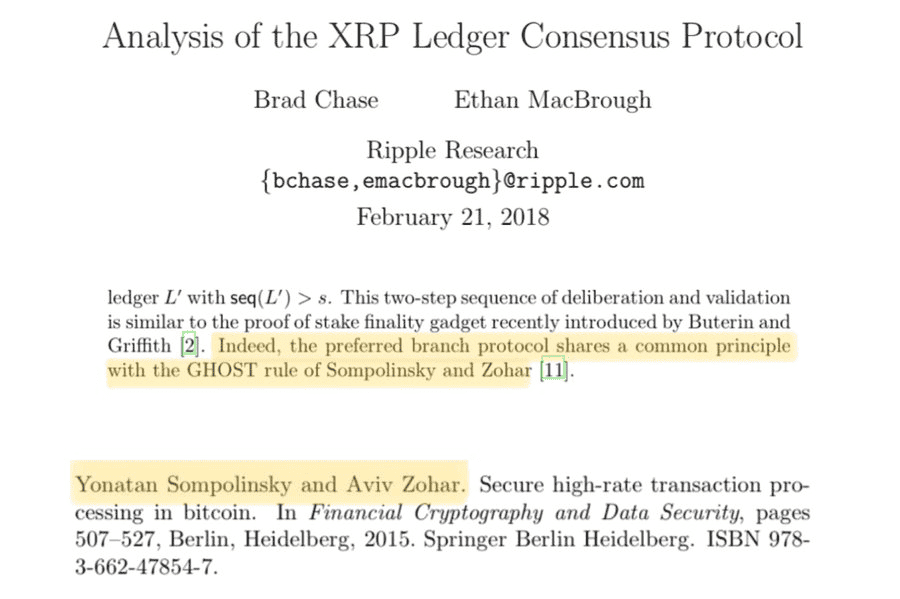 Analysis of the XRP Ledger Consensus Protocol
Brad Chase Ethan MacBrough
Ripple Research
{bchase,emacbrough}@ripple.com
February 21, 2018
ledger L′ with seq(L′) > s. This two-step sequence of deliberation and validation
is similar to the proof of stake finality gadget recently introduced by Buterin and
Griffith [2]. Indeed, the preferred branch protocol shares a common principle
with the GHOST rule of Sompolinsky and Zohar [11].
Yonatan Sompolinsky and Aviv Zohar. Secure high-rate transaction pro-
cessing in bitcoin. In Financial Cryptography and Data Security, pages
507–527, Berlin, Heidelberg, 2015. Springer Berlin Heidelberg. ISBN 978-
3-662-47854-7.